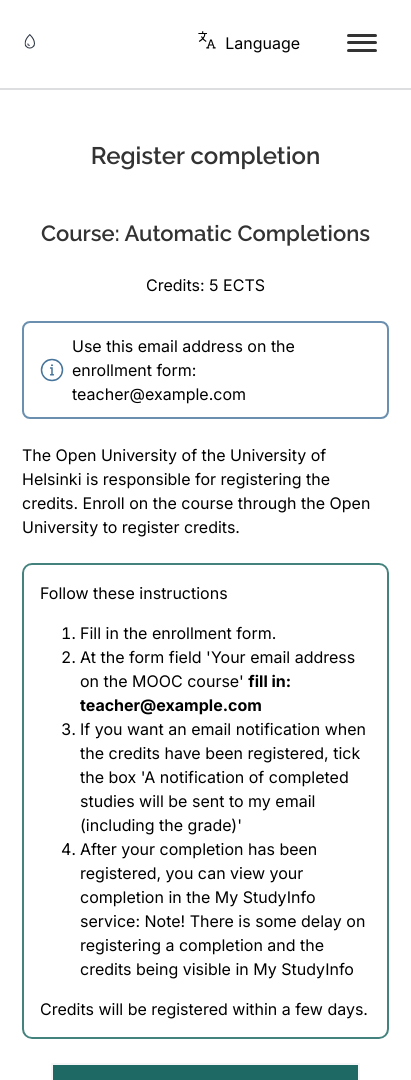 Language
Register completion
Course: Automatic Completions
Credits: 5 ECTS
Use this email address on the
enrollment form:
teacher@example.com
The Open University of the University of
Helsinki is responsible for registering the
credits. Enroll on the course through the Open
University to register credits.
Follow these instructions
1. Fill in the enrollment form.
2. At the form field 'Your email address
on the MOOC course' fill in:
teacher@example.com
3. If you want an email notification when
the credits have been registered, tick
the box 'A notification of completed
studies will be sent to my email
(including the grade)'
4. After your completion has been
registered, you can view your
completion in the My StudyInfo
service: Note! There is some delay on
registering a completion and the
credits being visible in My StudyInfo
Credits will be registered within a few days.